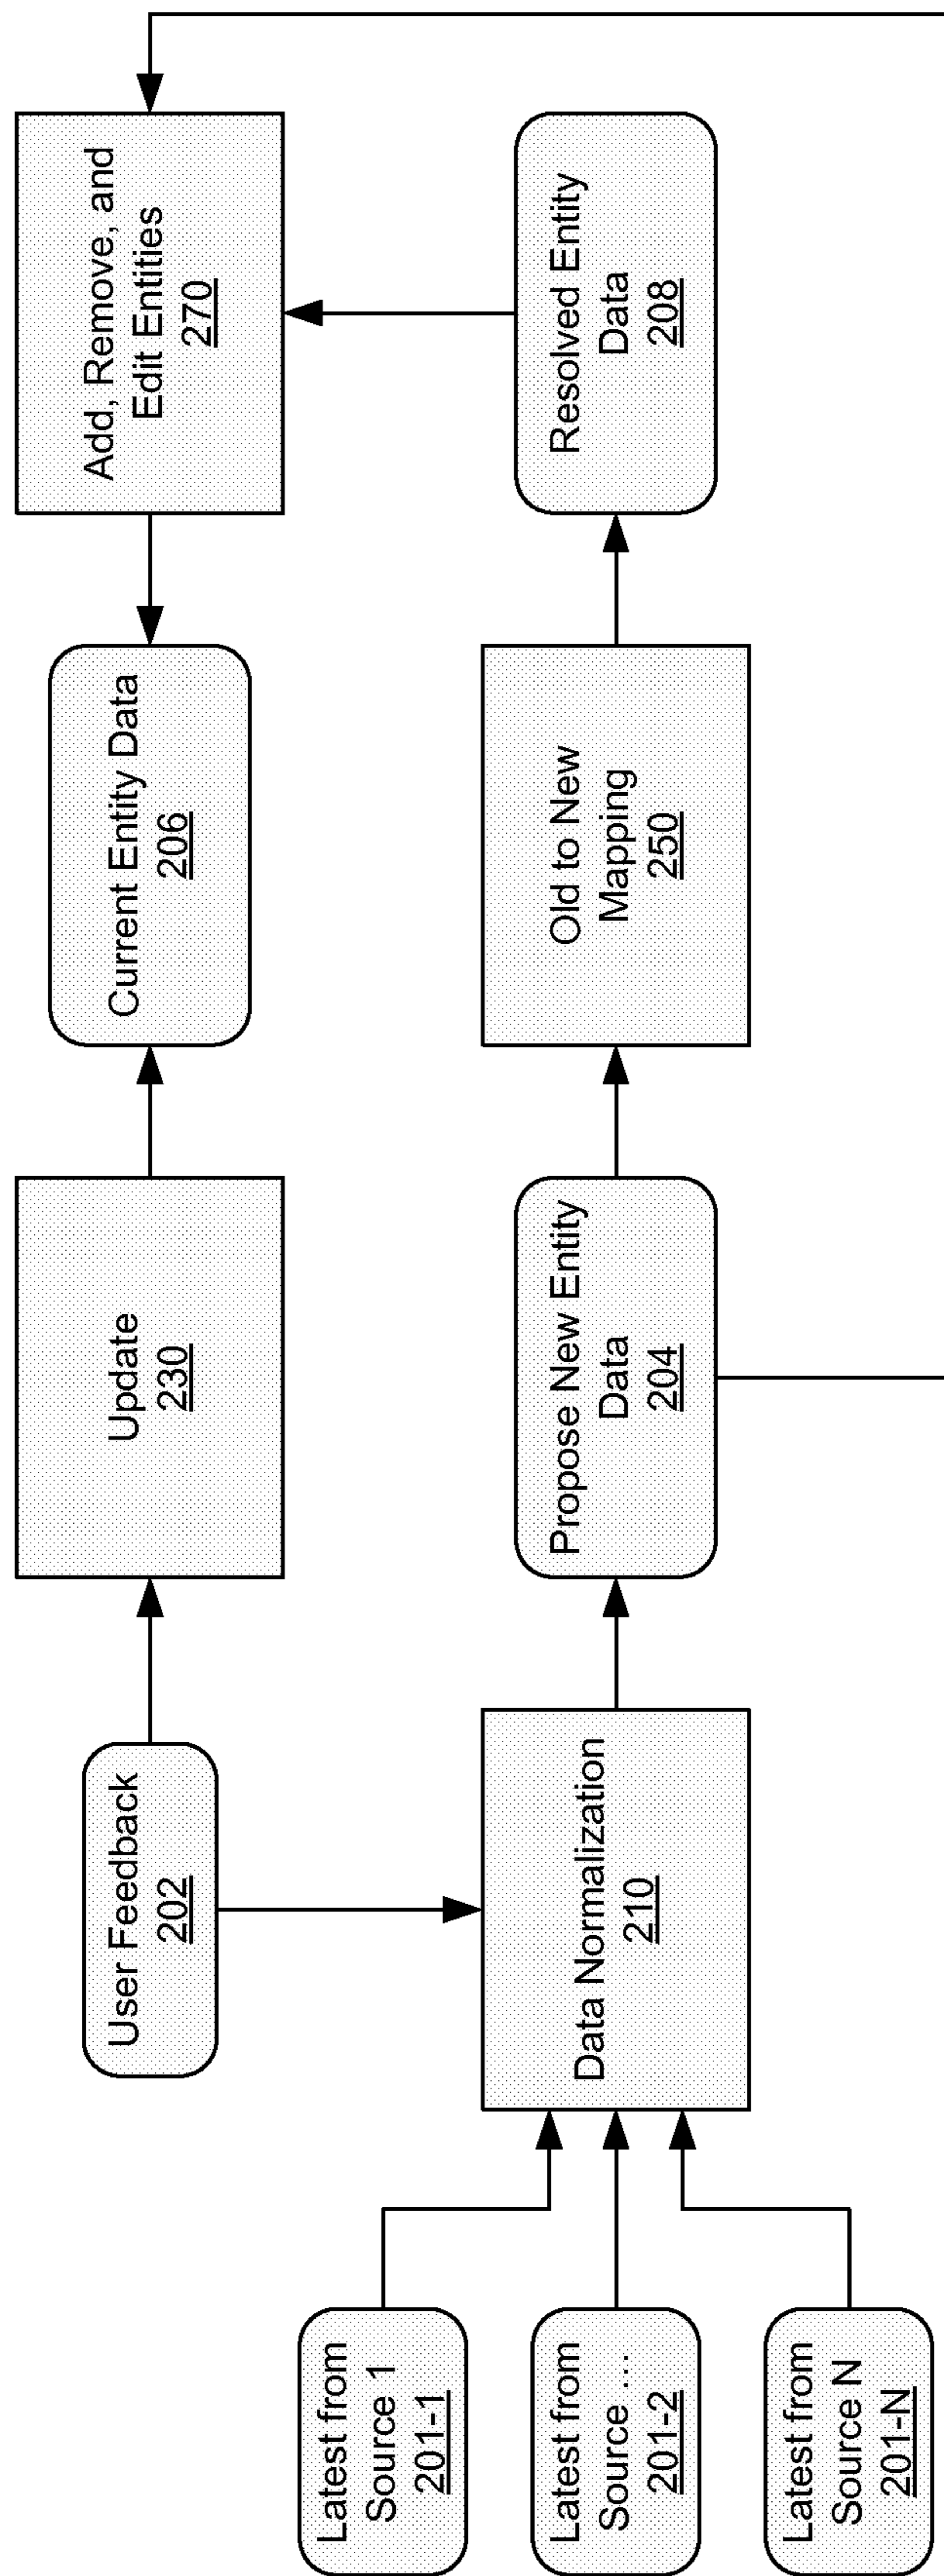 User Feedback
202
Update
230
Current Entity Data
206
Add, Remove, and
Edit Entities
270
Latest from
Source 1
201-1
Latest from
Source ...
201-2
Latest from
Source N
201-N
Data Normalization
210
Propose New Entity
Data
204
Old to New
Mapping
250
Resolved Entity
Data
208